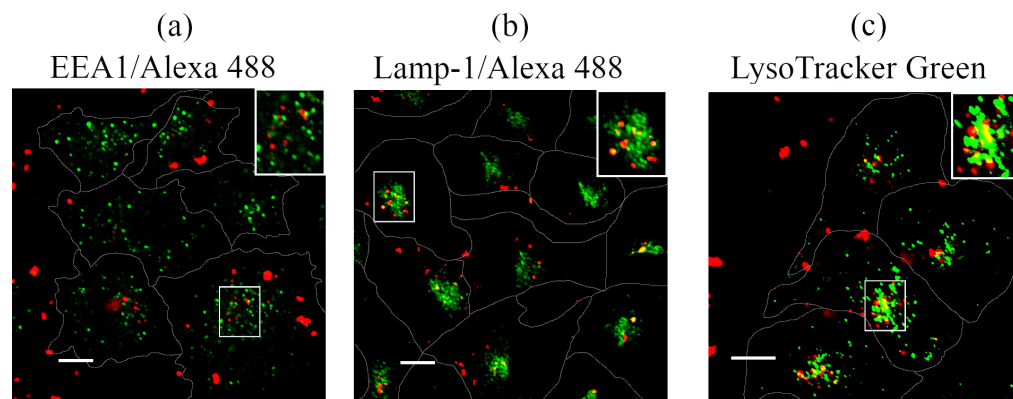 (a)
EEA1/Alexa 488
(b)
Lamp-1/Alexa 488
(c)
LysoTracker Green